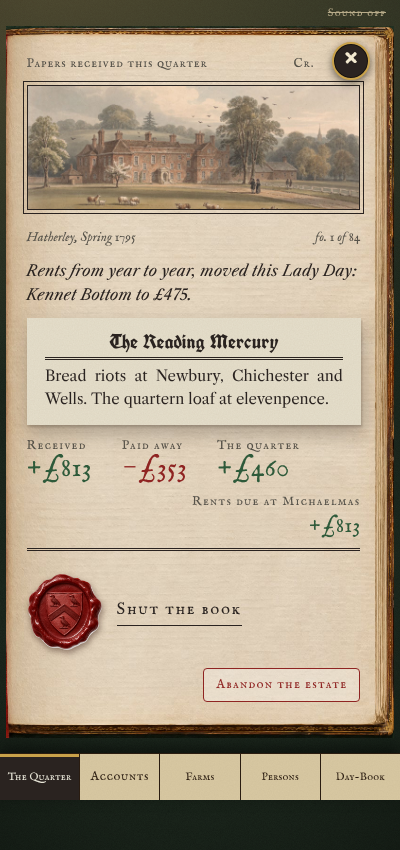 Sound off
Papers received this quarter Cr.
×
Hatherley, Spring 1795 fo. 1 of 84
Rents from year to year, moved this Lady Day:
Kennet Bottom to £475.
The Reading Mercury
Bread riots at Newbury, Chichester and
Wells. The quartern loaf at elevenpence.
Received Paid away The quarter
+£813 −£353 +£460
Rents due at Michaelmas
+£813
Shut the book
Abandon the estate
The Quarter Accounts Farms Persons Day-Book